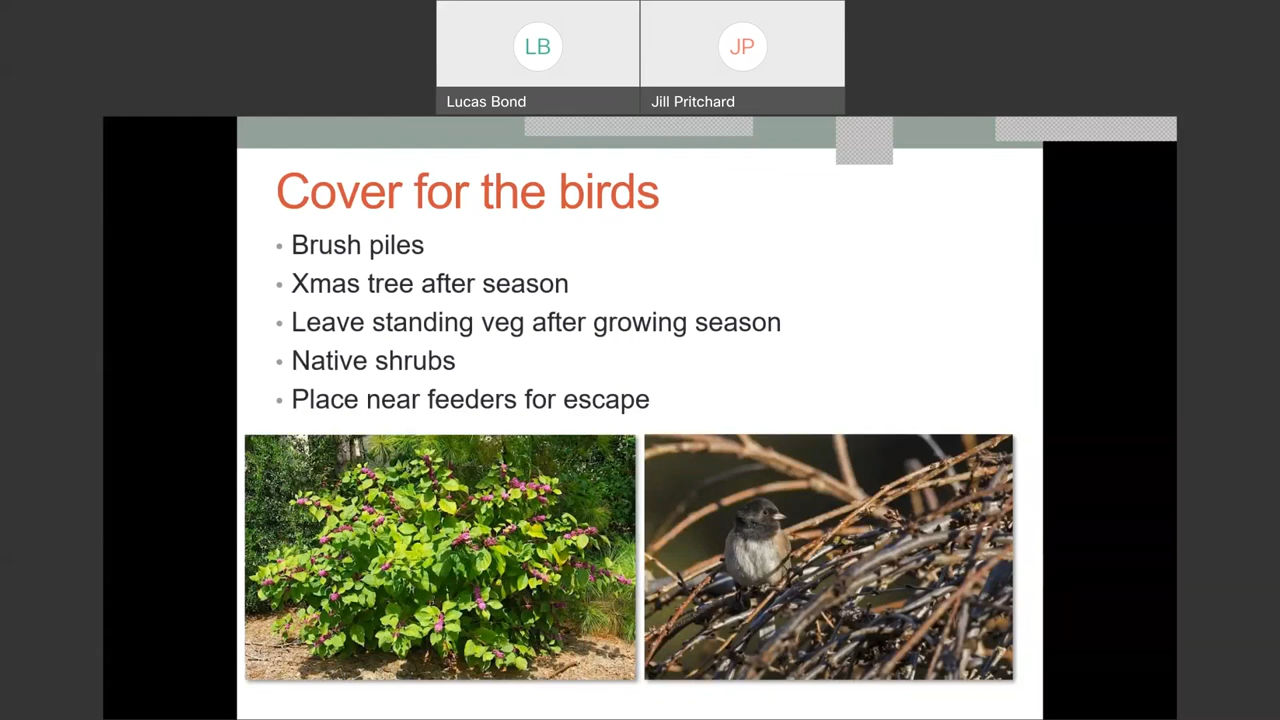 LB
JP
Lucas Bond
Jill Pritchard
Cover for the birds
• Brush piles
• Xmas tree after season
• Leave standing veg after growing season
• Native shrubs
• Place near feeders for escape